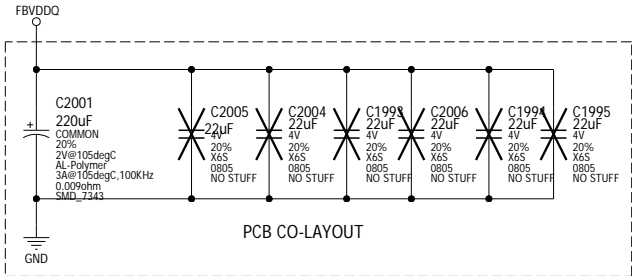 FBVDDQ
C2001
220uF
COMMON
20%
2V@105degC
AL-Polymer
3A@105degC,100KHz
0.009ohm
SMD_7343
C2005
22uF
4V
20%
X6S
0805
NO STUFF
C2004
22uF
4V
20%
X6S
0805
NO STUFF
C1993
22uF
4V
20%
X6S
0805
NO STUFF
C2006
22uF
4V
20%
X6S
0805
NO STUFF
C1994
22uF
4V
20%
X6S
0805
NO STUFF
C1995
22uF
4V
20%
X6S
0805
NO STUFF
PCB CO-LAYOUT
GND